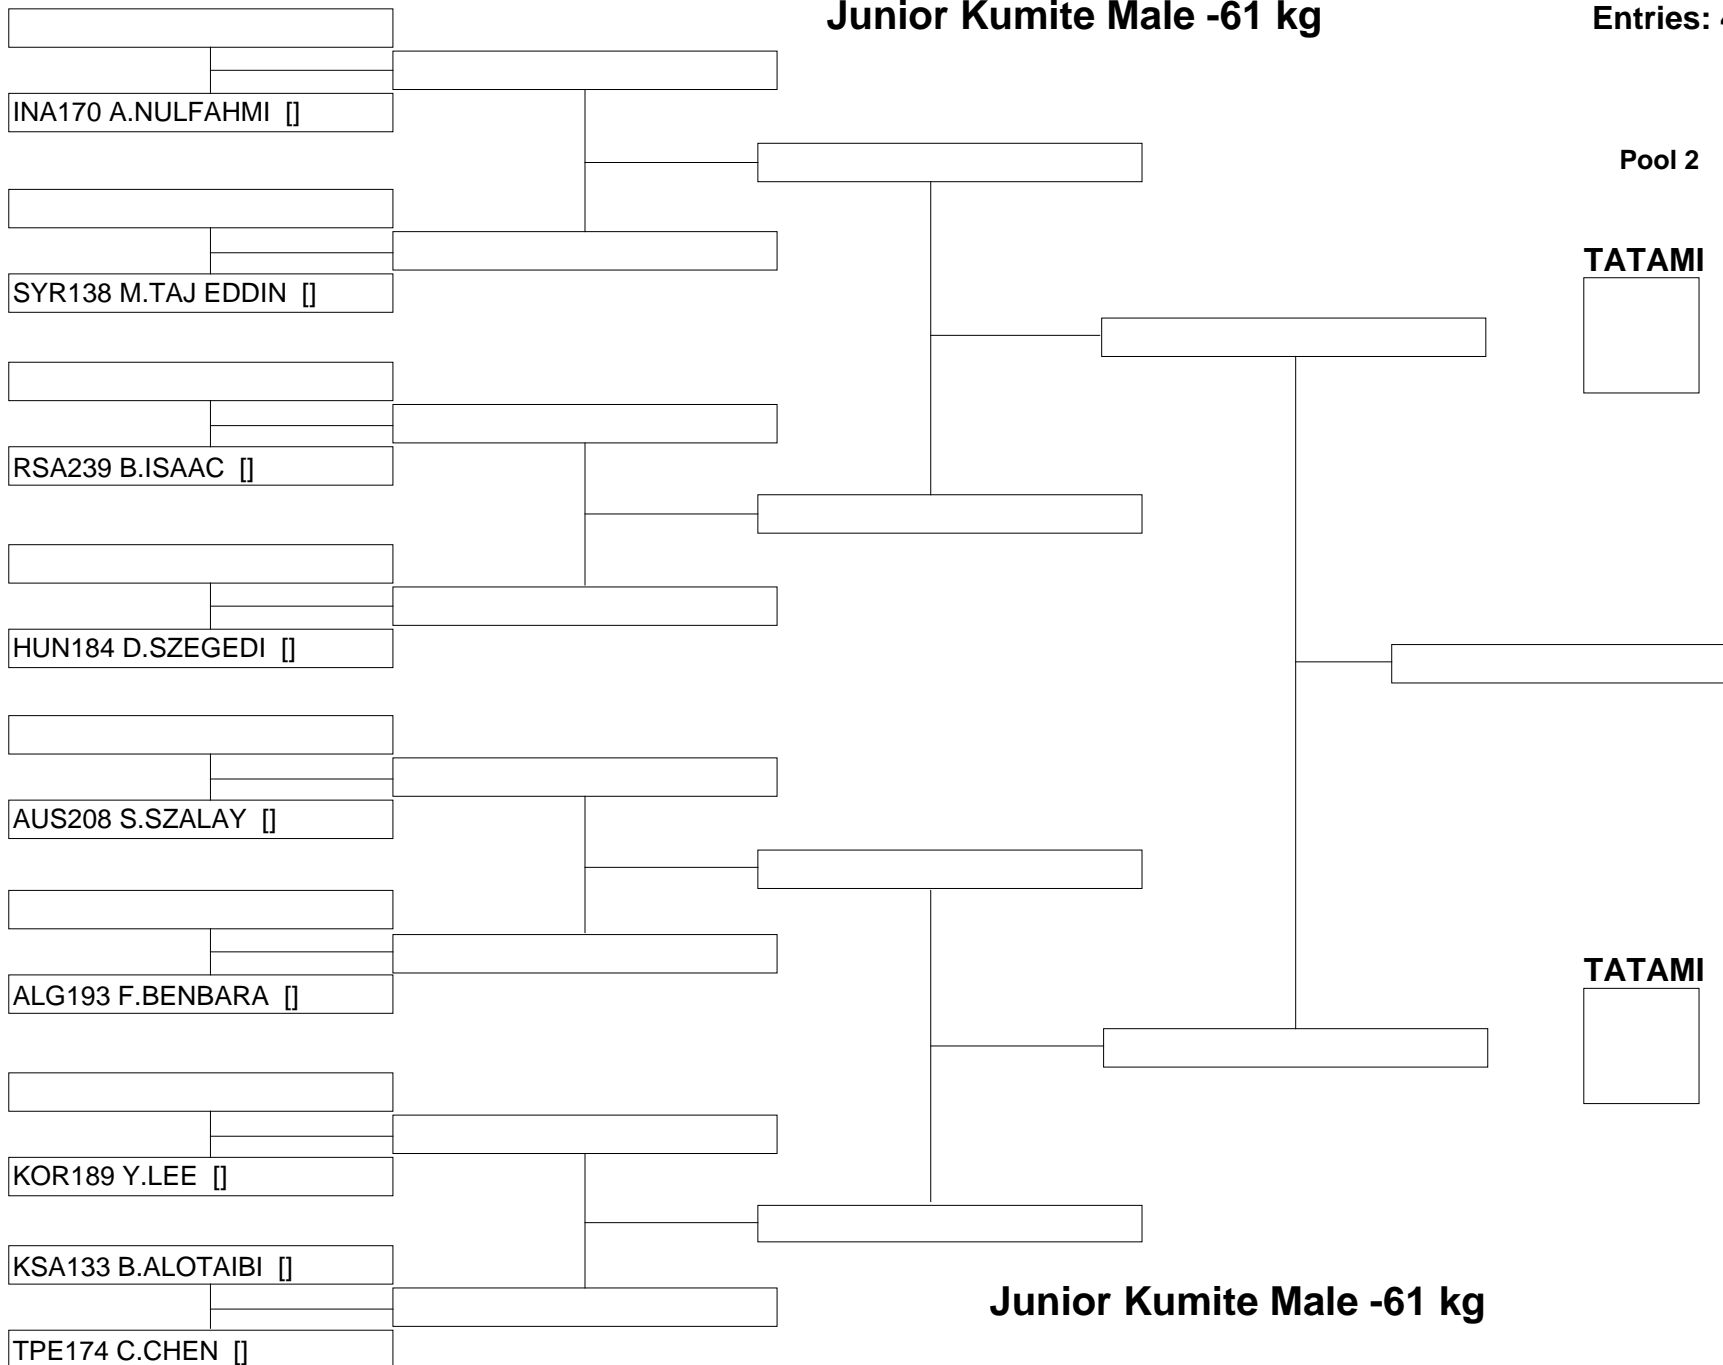 Junior Kumite Male -61 kg
Entries: 4
INA170 A.NULFAHMI []
Pool 2
TATAMI
SYR138 M.TAJ EDDIN []
RSA239 B.ISAAC []
HUN184 D.SZEGEDI []
AUS208 S.SZALAY []
ALG193 F.BENBARA []
TATAMI
KOR189 Y.LEE []
KSA133 B.ALOTAIBI []
Junior Kumite Male -61 kg
TPE174 C.CHEN []